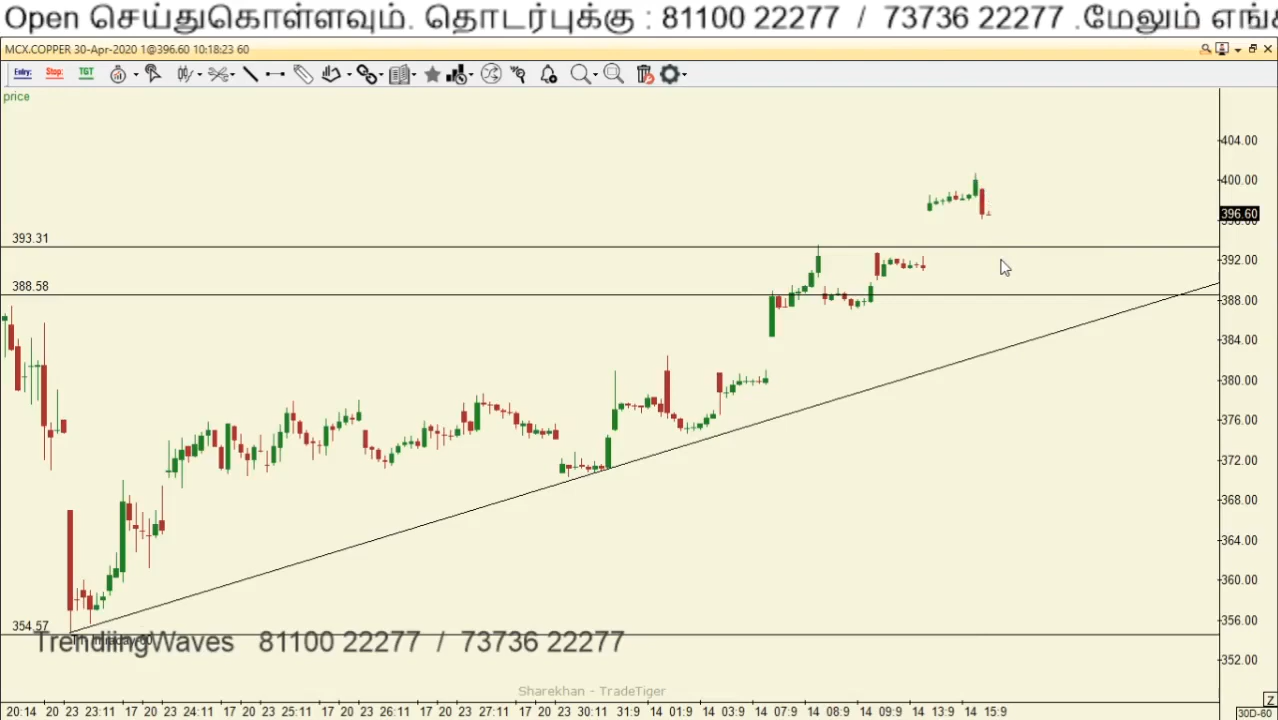 Open செய்துகொள்ளவும். தொடர்புக்கு : 81100 22277 / 73736 22277 .மேலும் எங்க
MCX.COPPER 30-Apr-2020 1@396.60 10:18:23 60
Entry: Stop: TGT
price
404.00
400.00
396.60
393.31
392.00
388.58
388.00
384.00
380.00
376.00
372.00
368.00
364.00
360.00
356.00
354.57
TrendiingWaves 81100 22277 / 73736 22277
352.00
Sharekhan - TradeTiger
Z
20:14 20 23 23:11 17 20 23 24:11 17 20 23 25:11 17 20 23 26:11 17 20 23 27:11 17 20 23 30:11 31:9 14 01:9 14 03:9 14 07:9 14 08:9 14 09:9 14 13:9 14 15:9 30D-60